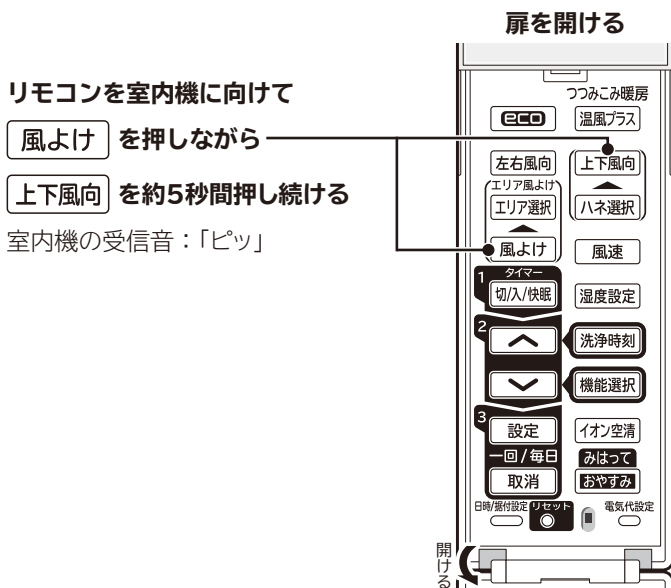 扉を開ける
リモコンを室内機に向けて
風よけ を押しながら
上下風向 を約5秒間押し続ける
室内機の受信音：「ピッ」
つつみこみ暖房
eco 温風プラス
左右風向 上下風向
エリア風よけ
エリア選択 ハネ選択
風よけ 風速
1 タイマー
切/入/快眠 湿度設定
2
洗浄時刻
機能選択
3
設定 イオン空清
一回/毎日 みはって
取消 おやすみ
日時/据付設定 リセット 電気代設定
開ける